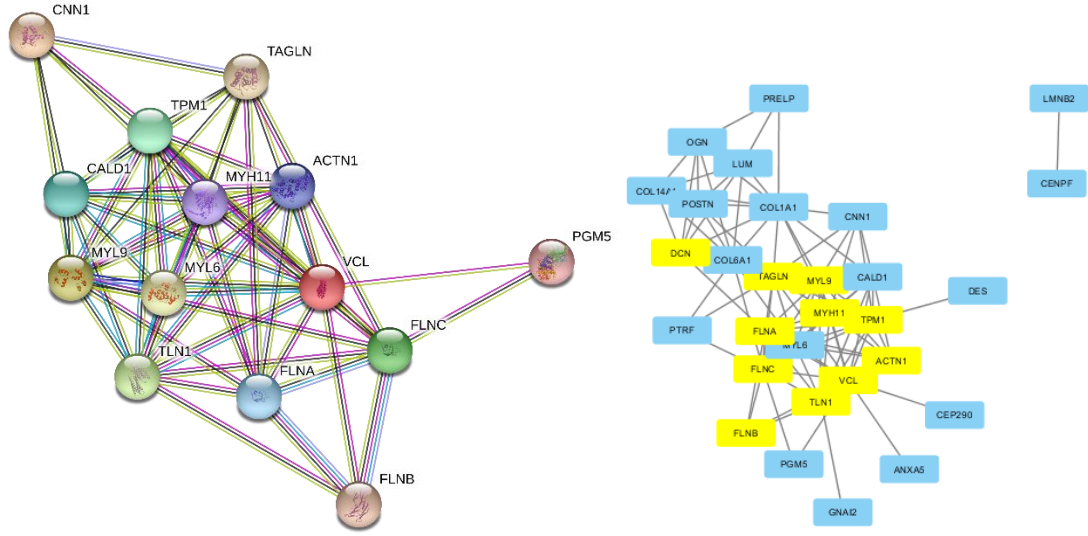 CNN1
TAGLN
TPM1
ACTN1
CALD1
MYH11
PGM5
MYL9
MYL6
VCL
FLNC
TLN1
FLNA
FLNB
PRELP
LMNB2
OGN
LUM
CENPF
COL14A1
POSTN
COL1A1
CNN1
DCN
COL6A1
TAGLN
MYL9
CALD1
DES
MYH11
TPM1
PTRF
FLNA
MYL6
ACTN1
FLNC
VCL
TLN1
CEP290
FLNB
PGM5
ANXA5
GNAI2